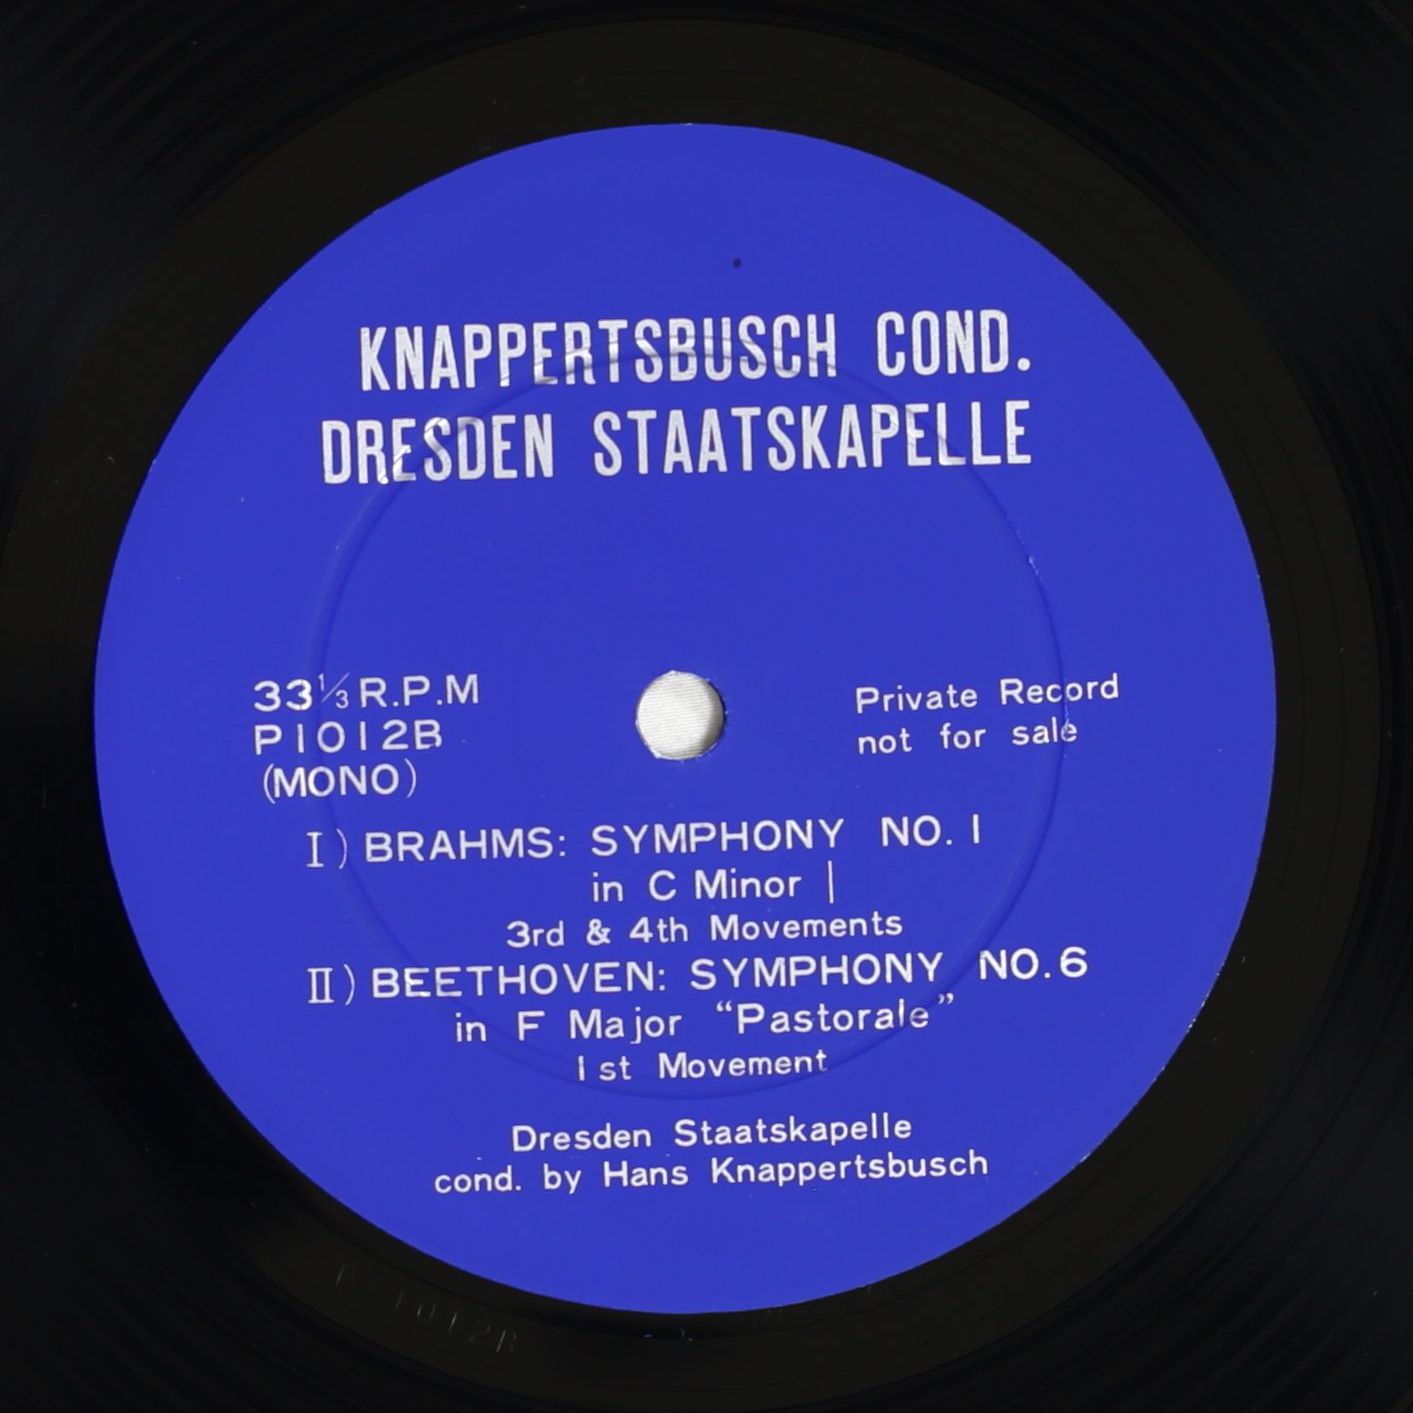 KNAPPERTSBUSCH COND.
DRESDEN STAATSKAPELLE
33⅓ R.P.M
P1012B
(MONO)
Private Record
not for sale
I) BRAHMS: SYMPHONY NO. 1
in C Minor |
3rd & 4th Movements
II) BEETHOVEN: SYMPHONY NO. 6
in F Major “Pastorale”
1st Movement
Dresden Staatskapelle
cond. by Hans Knappertsbusch
1012B